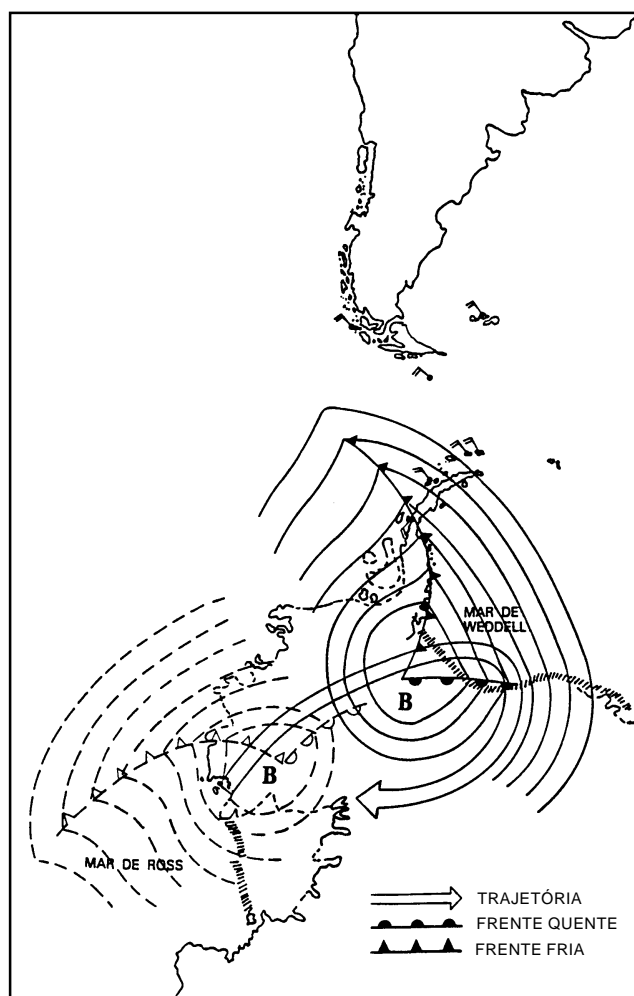 MAR DE
WEDDELL
B
B
MAR DE ROSS
TRAJETÓRIA
FRENTE QUENTE
FRENTE FRIA